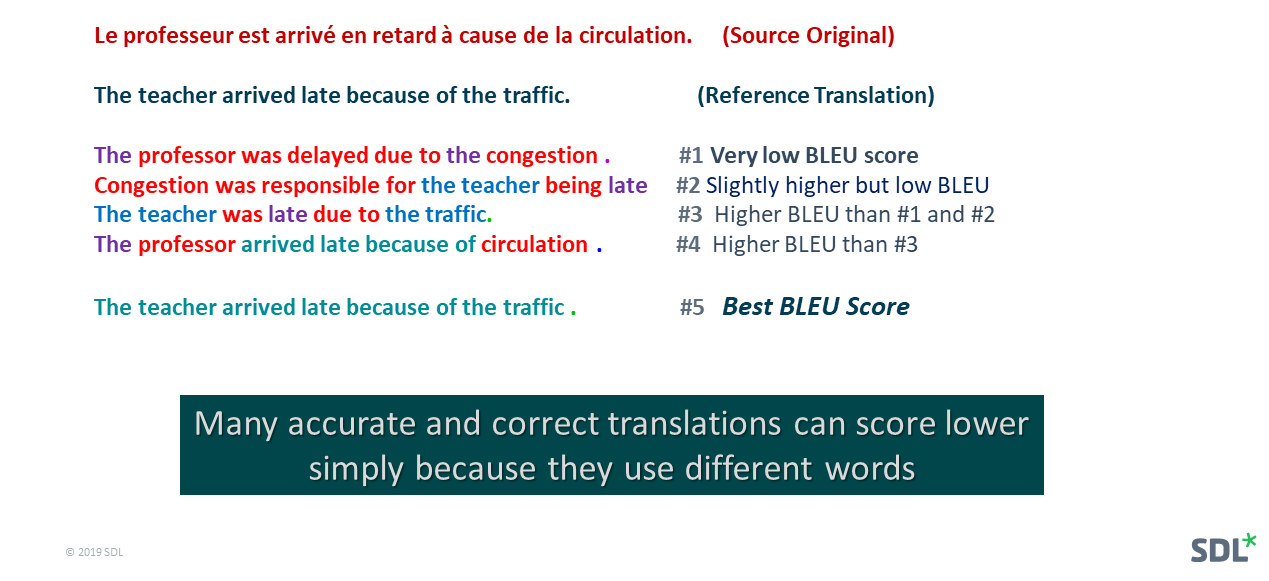 Le professeur est arrivé en retard à cause de la circulation. (Source Original)
The teacher arrived late because of the traffic. (Reference Translation)
The professor was delayed due to the congestion . #1 Very low BLEU score
Congestion was responsible for the teacher being late #2 Slightly higher but low BLEU
The teacher was late due to the traffic. #3 Higher BLEU than #1 and #2
The professor arrived late because of circulation . #4 Higher BLEU than #3
The teacher arrived late because of the traffic . #5 Best BLEU Score
Many accurate and correct translations can score lower
simply because they use different words
© 2019 SDL
SDL*